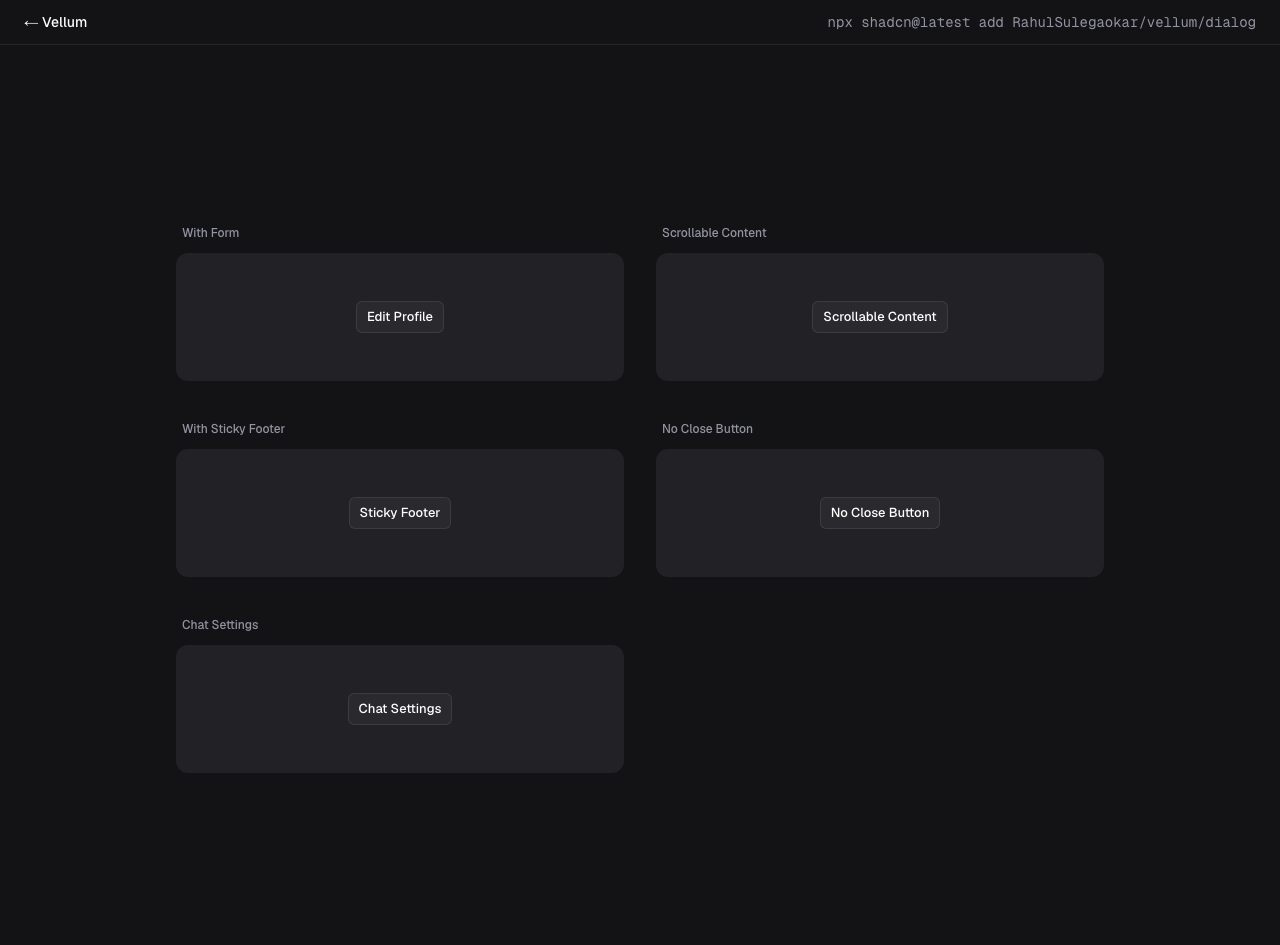 ← Vellum
npx shadcn@latest add RahulSulegaokar/vellum/dialog
With Form
Edit Profile
Scrollable Content
Scrollable Content
With Sticky Footer
Sticky Footer
No Close Button
No Close Button
Chat Settings
Chat Settings